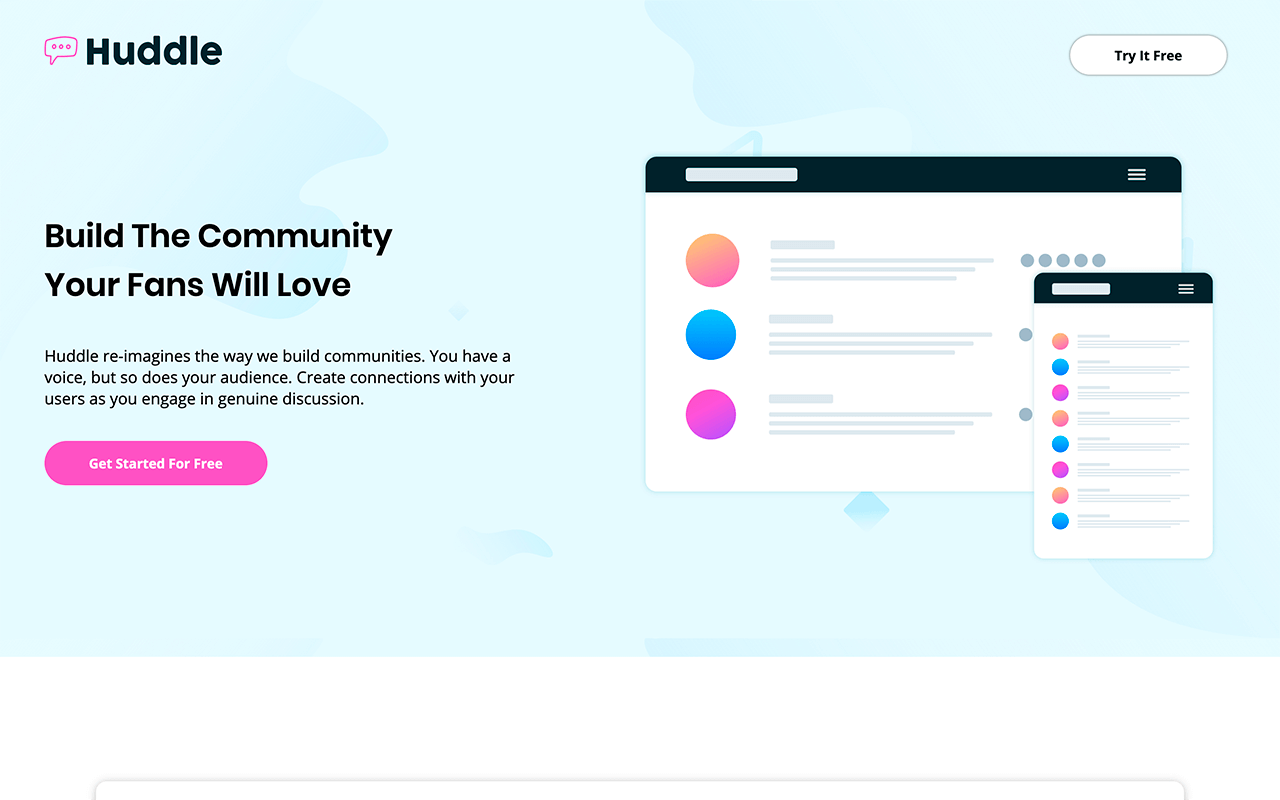 Huddle
Try It Free
Build The Community
Your Fans Will Love
Huddle re-imagines the way we build communities. You have a
voice, but so does your audience. Create connections with your
users as you engage in genuine discussion.
Get Started For Free